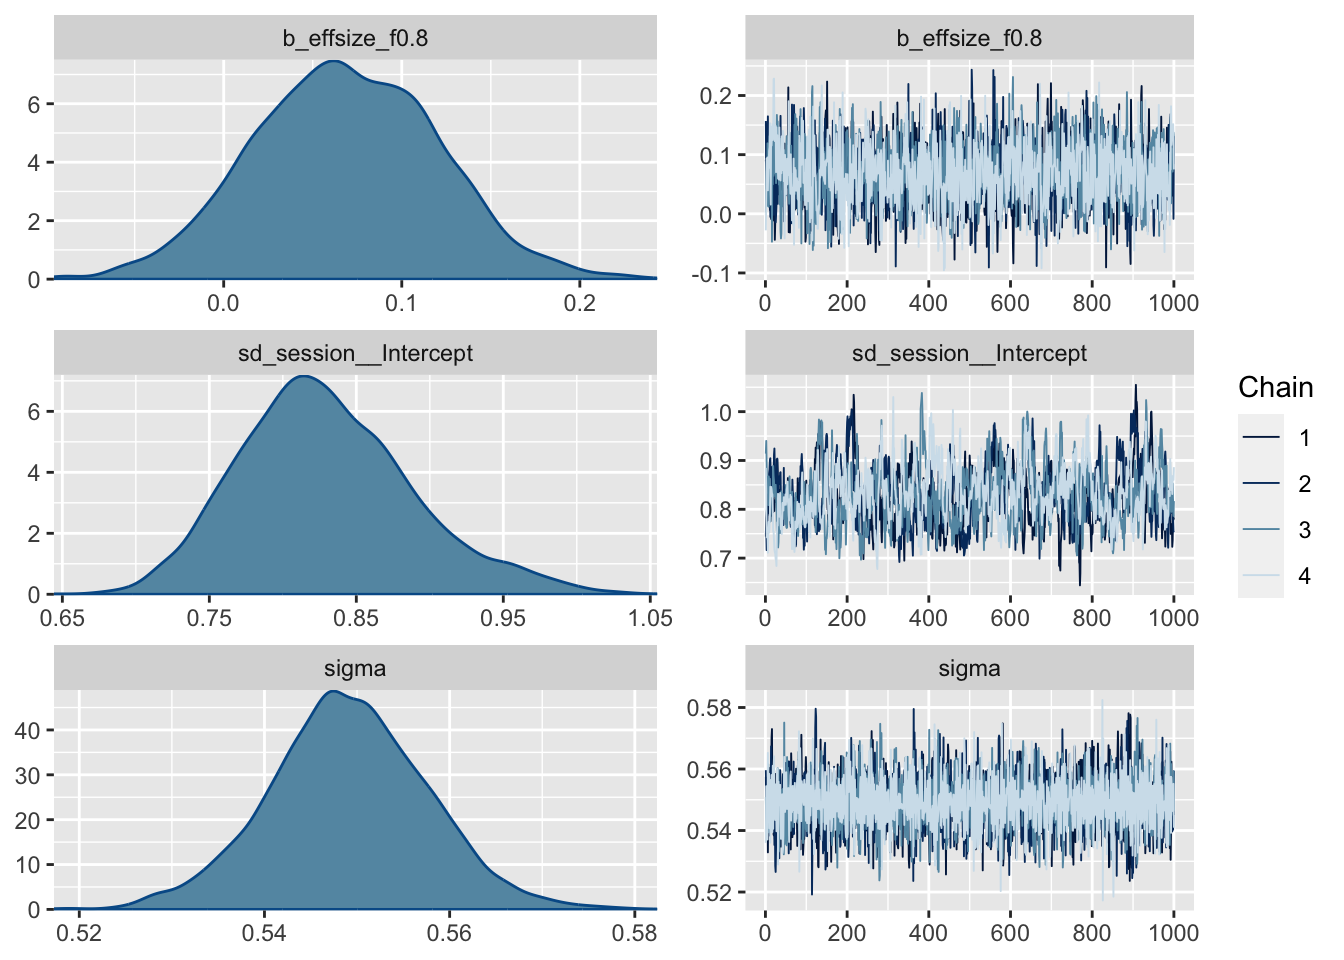 b_effsize_f0.8
6
4
2
0
0.0 0.1 0.2
b_effsize_f0.8
0.2
0.1
0.0
-0.1
0 200 400 600 800 1000
sd_session__Intercept
6
4
2
0
0.65 0.75 0.85 0.95 1.05
sd_session__Intercept
1.0
0.9
0.8
0.7
0 200 400 600 800 1000
sigma
40
30
20
10
0
0.52 0.54 0.56 0.58
sigma
0.58
0.56
0.54
0.52
0 200 400 600 800 1000
Chain
1
2
3
4